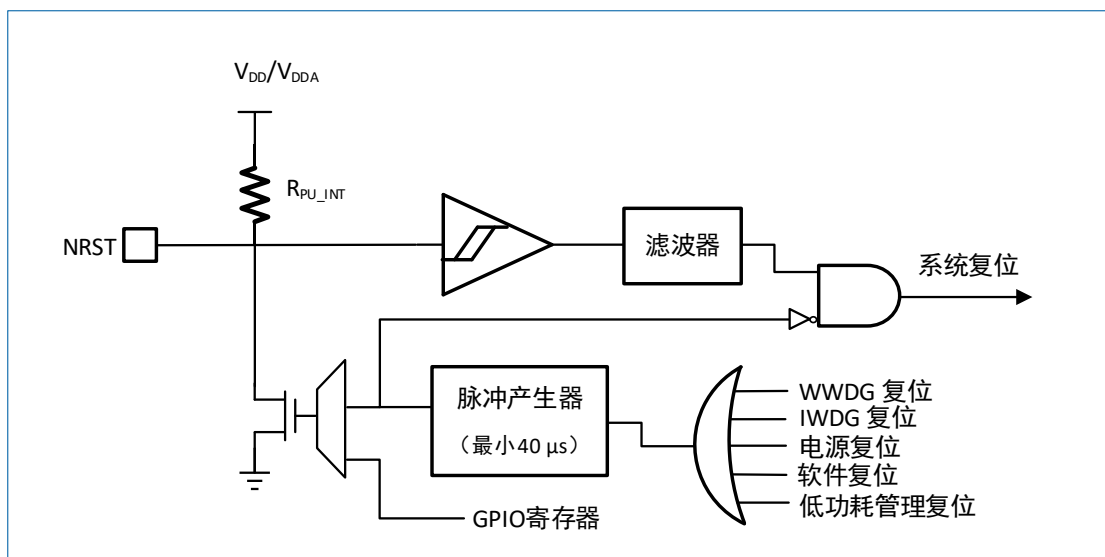 VDD/VDDA
RPU_INT
NRST
滤波器
系统复位
脉冲产生器
（最小40 μs）
WWDG 复位
IWDG 复位
电源复位
软件复位
低功耗管理复位
GPIO寄存器